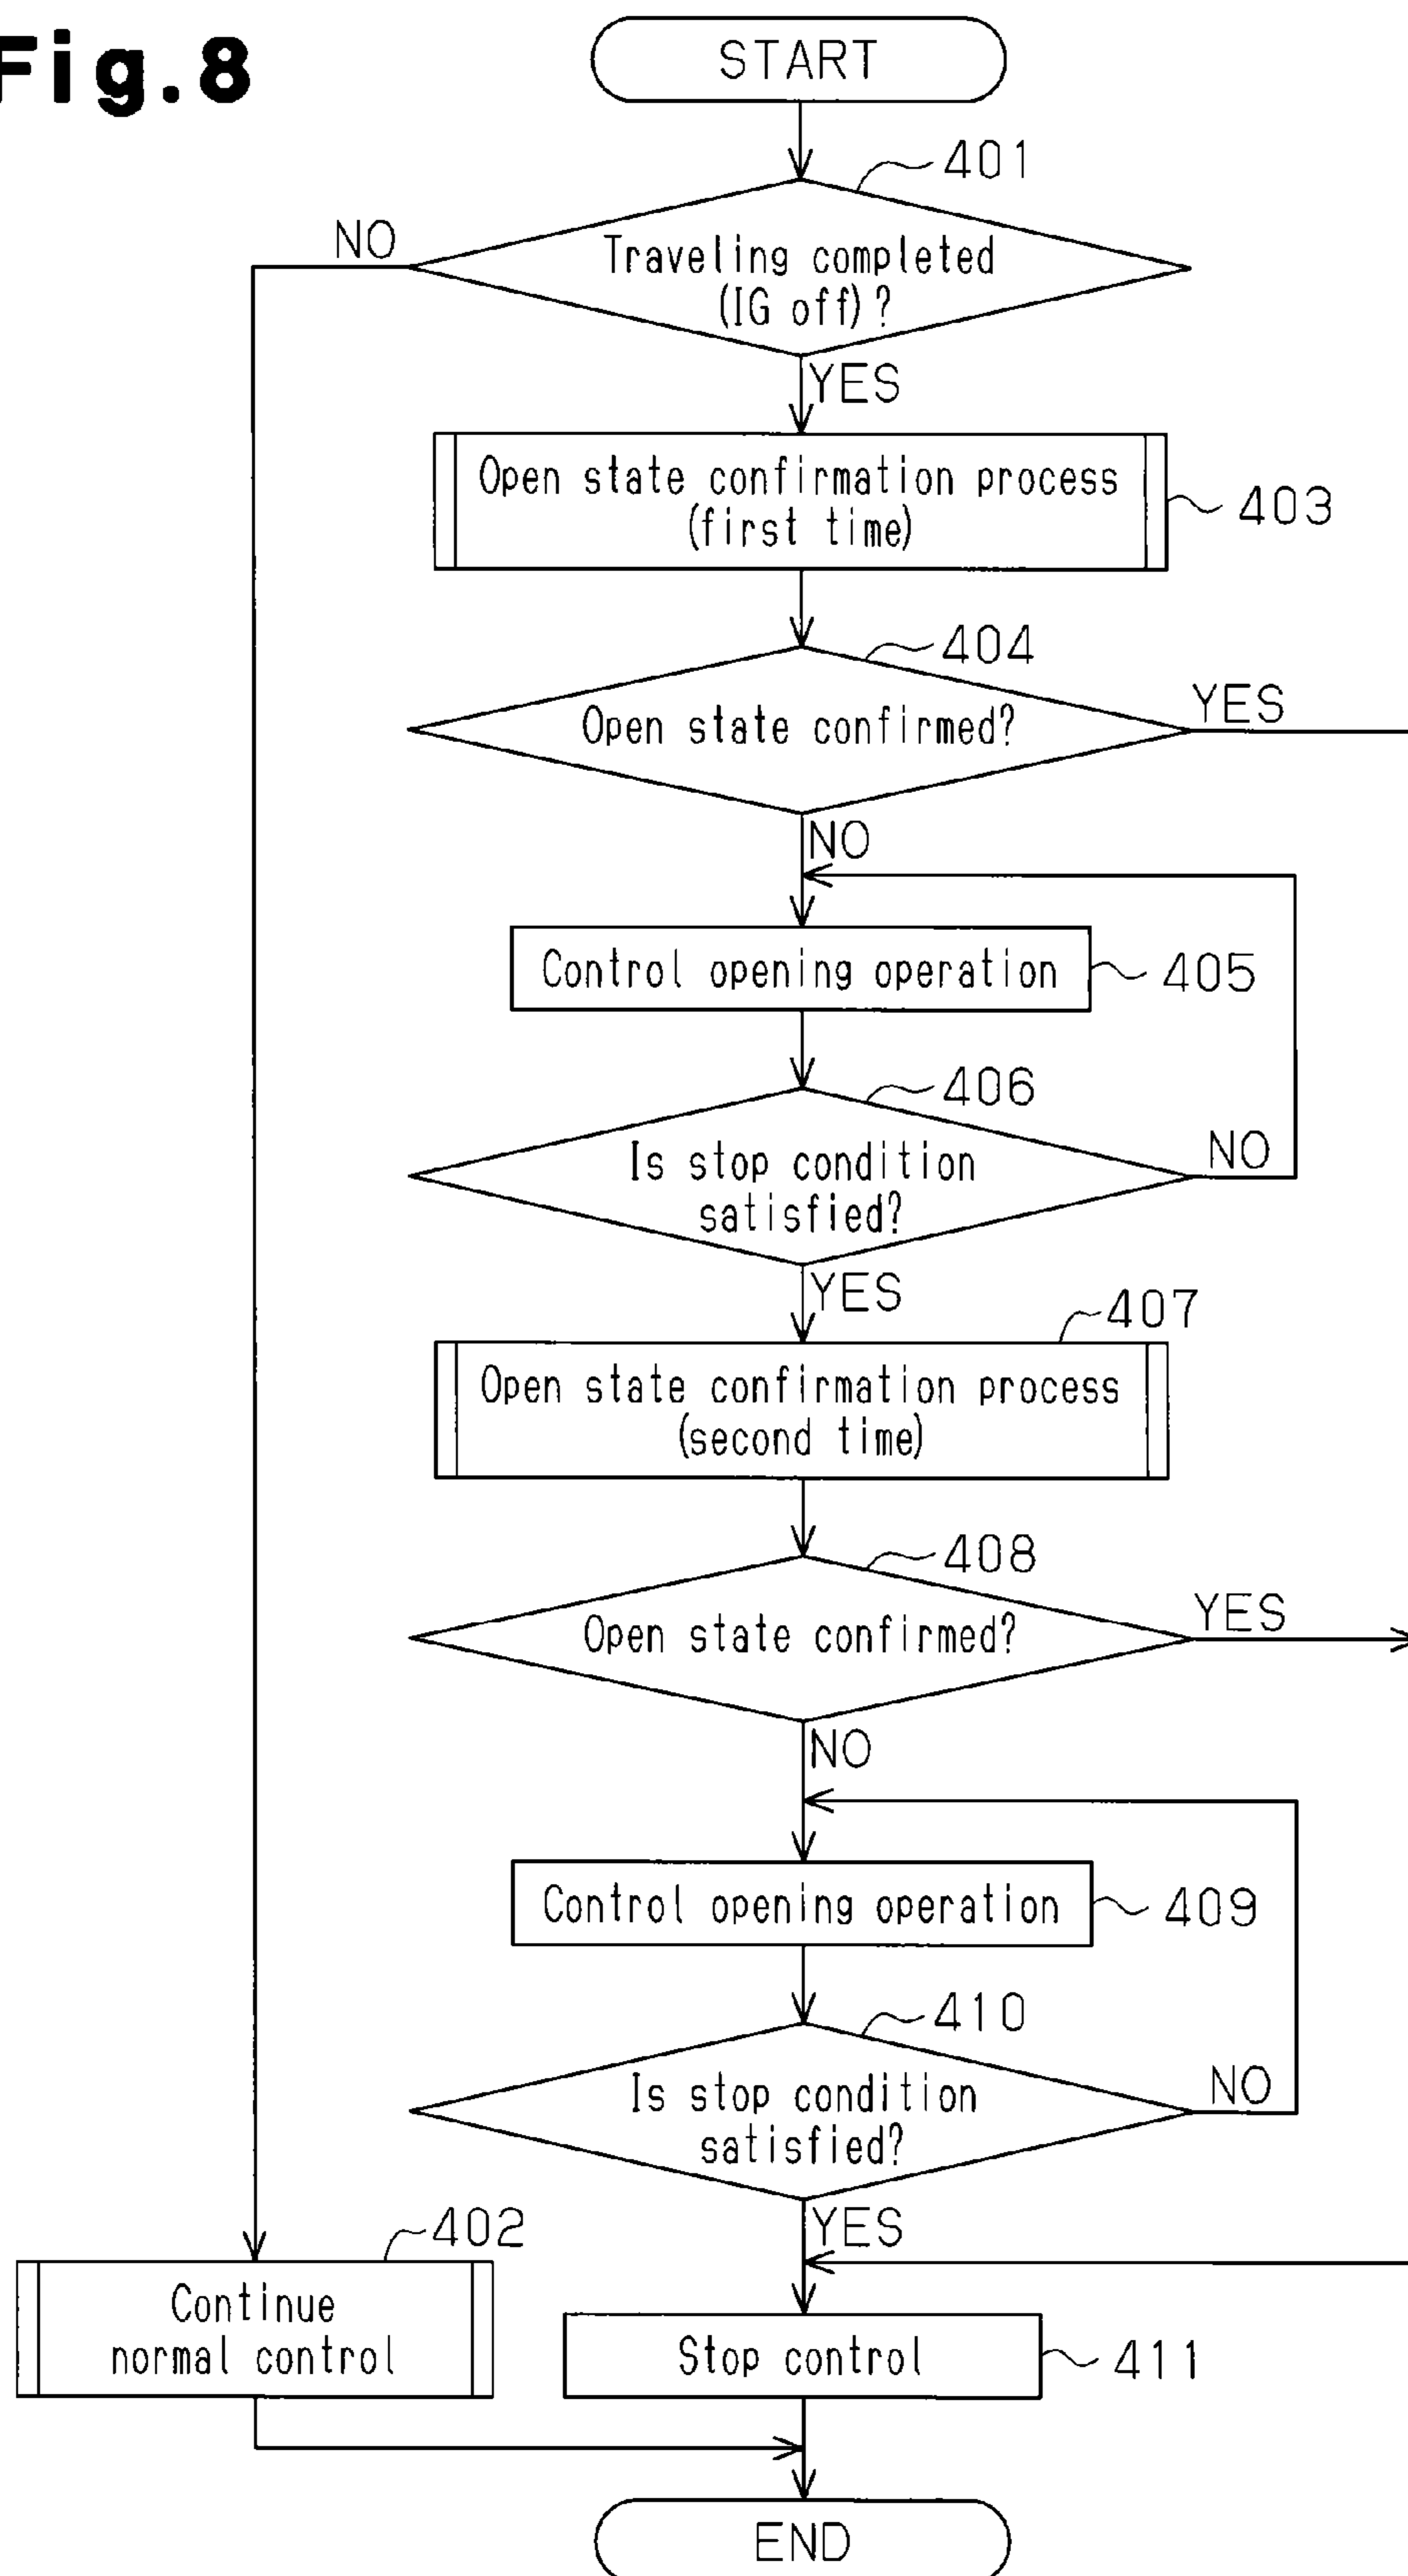 Fig.8
START
401
NO
Traveling completed
(IG off)?
YES
Open state confirmation process
(first time)
403
404
Open state confirmed?
YES
NO
Control opening operation
405
406
Is stop condition
satisfied?
NO
YES
407
Open state confirmation process
(second time)
408
Open state confirmed?
YES
NO
Control opening operation
409
410
Is stop condition
satisfied?
NO
YES
402
Continue
normal control
Stop control
411
END